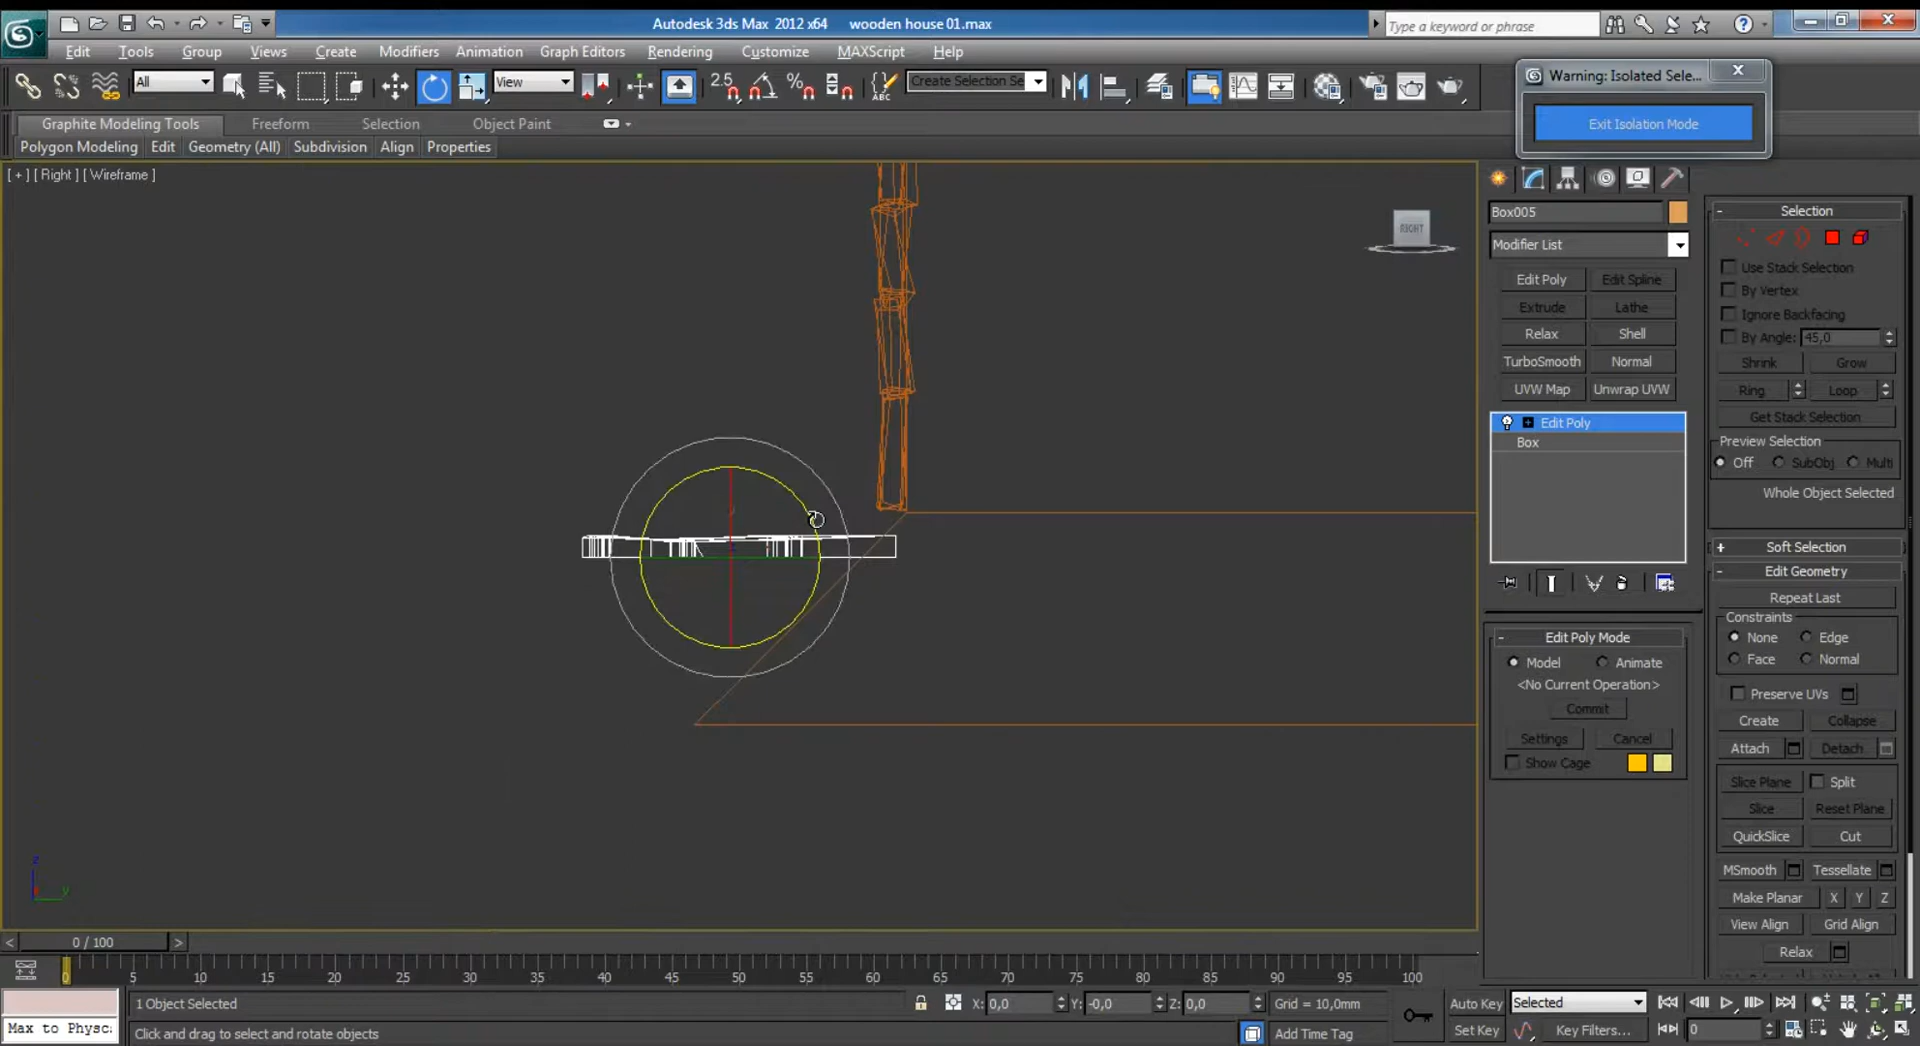 Autodesk 3ds Max 2012 x64 wooden house 01.max
Type a keyword or phrase
Edit Tools Group Views Create Modifiers Animation Graph Editors Rendering Customize MAXScript Help
Warning: Isolated Sele...
Exit Isolation Mode
All View 2.5 Create Selection Se
Graphite Modeling Tools Freeform Selection Object Paint
Polygon Modeling Edit Geometry (All) Subdivision Align Properties
[ + ] [ Right ] [ Wireframe ]
RIGHT
Box005
Modifier List
Edit Poly Edit Spline
Extrude Lathe
Relax Shell
TurboSmooth Normal
UVW Map Unwrap UVW
Edit Poly
Box
Edit Poly Mode
Model Animate
<No Current Operation>
Commit
Settings Cancel
Show Cage
Selection
Use Stack Selection
By Vertex
Ignore Backfacing
By Angle: 45,0
Shrink Grow
Ring Loop
Get Stack Selection
Preview Selection
Off SubObj Multi
Whole Object Selected
Soft Selection
Edit Geometry
Repeat Last
Constraints
None Edge
Face Normal
Preserve UVs
Create Collapse
Attach Detach
Slice Plane Split
Slice Reset Plane
QuickSlice Cut
MSmooth Tessellate
Make Planar X Y Z
View Align Grid Align
Relax
z
y
< 0 / 100 >
0 5 10 15 20 25 30 35 40 45 50 55 60 65 70 75 80 85 90 95 100
1 Object Selected X: 0,0 Y: -0,0 Z: 0,0 Grid = 10,0mm Auto Key Selected
Max to Physc: Click and drag to select and rotate objects Add Time Tag Set Key Key Filters... 0